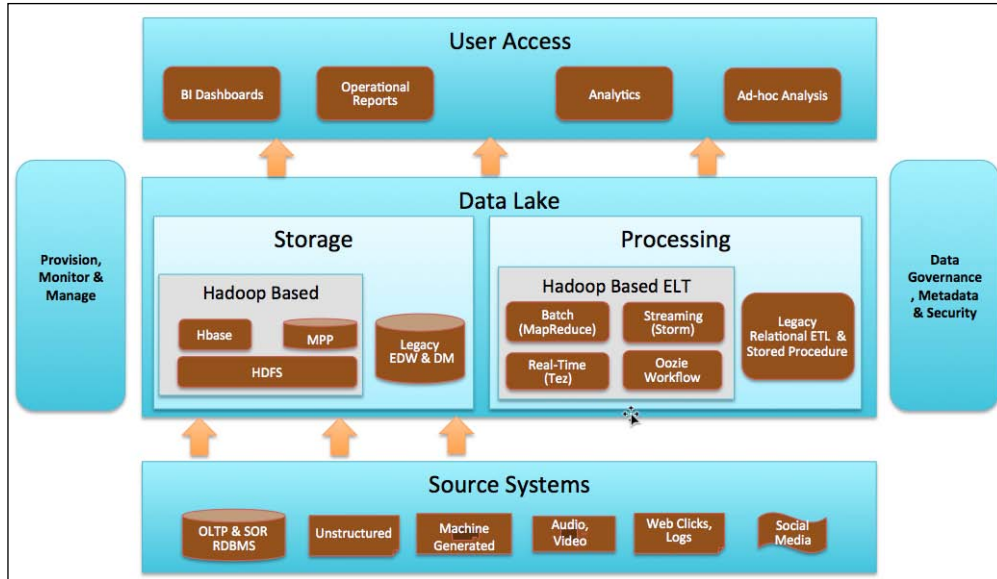 User Access
BI Dashboards
Operational
Reports
Analytics
Ad-hoc Analysis
Provision,
Monitor &
Manage
Data Lake
Storage
Hadoop Based
Hbase
MPP
HDFS
Legacy
EDW & DM
Processing
Hadoop Based ELT
Batch
(MapReduce)
Streaming
(Storm)
Real-Time
(Tez)
Oozie
Workflow
Legacy
Relational ETL &
Stored Procedure
Data
Governance
, Metadata
& Security
Source Systems
OLTP & SOR
RDBMS
Unstructured
Machine
Generated
Audio,
Video
Web Clicks,
Logs
Social
Media